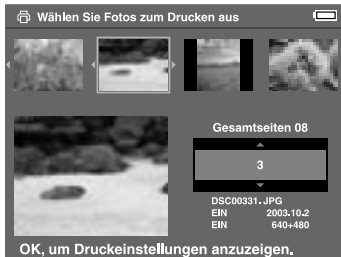 Wählen Sie Fotos zum Drucken aus
Gesamtseiten 08
3
DSC00331.JPG
EIN 2003.10.2
EIN 640+480
OK, um Druckeinstellungen anzuzeigen.